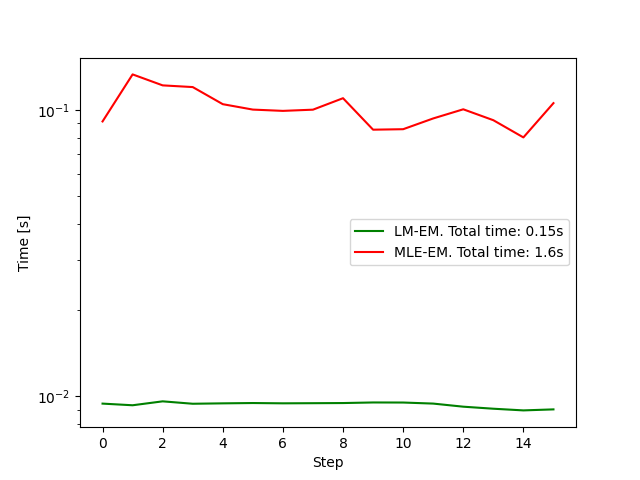 10⁻¹
10⁻²
Time [s]
LM-EM. Total time: 0.15s
MLE-EM. Total time: 1.6s
0 2 4 6 8 10 12 14
Step